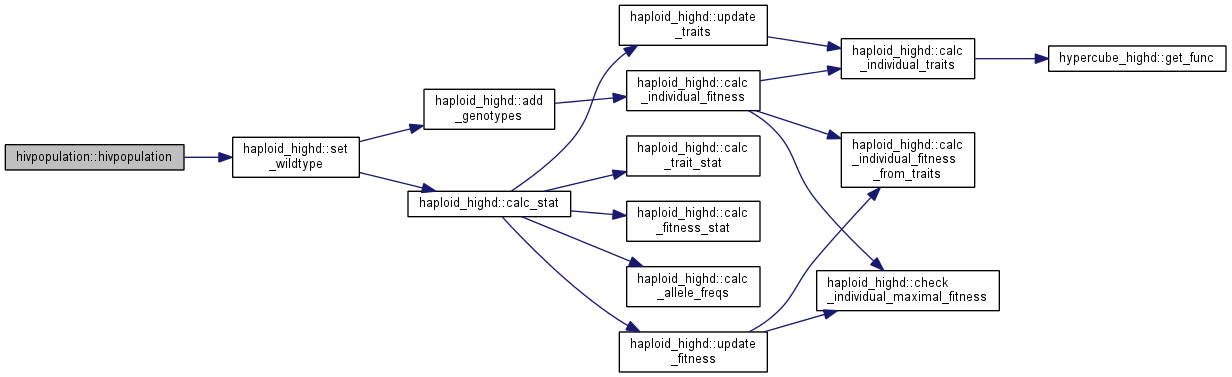 hivpopulation::hivpopulation
haploid_highd::set
_wildtype
haploid_highd::add
_genotypes
haploid_highd::calc_stat
haploid_highd::update
_traits
haploid_highd::calc
_individual_fitness
haploid_highd::calc
_trait_stat
haploid_highd::calc
_fitness_stat
haploid_highd::calc
_allele_freqs
haploid_highd::update
_fitness
haploid_highd::calc
_individual_traits
haploid_highd::calc
_individual_fitness
_from_traits
haploid_highd::check
_individual_maximal_fitness
hypercube_highd::get_func